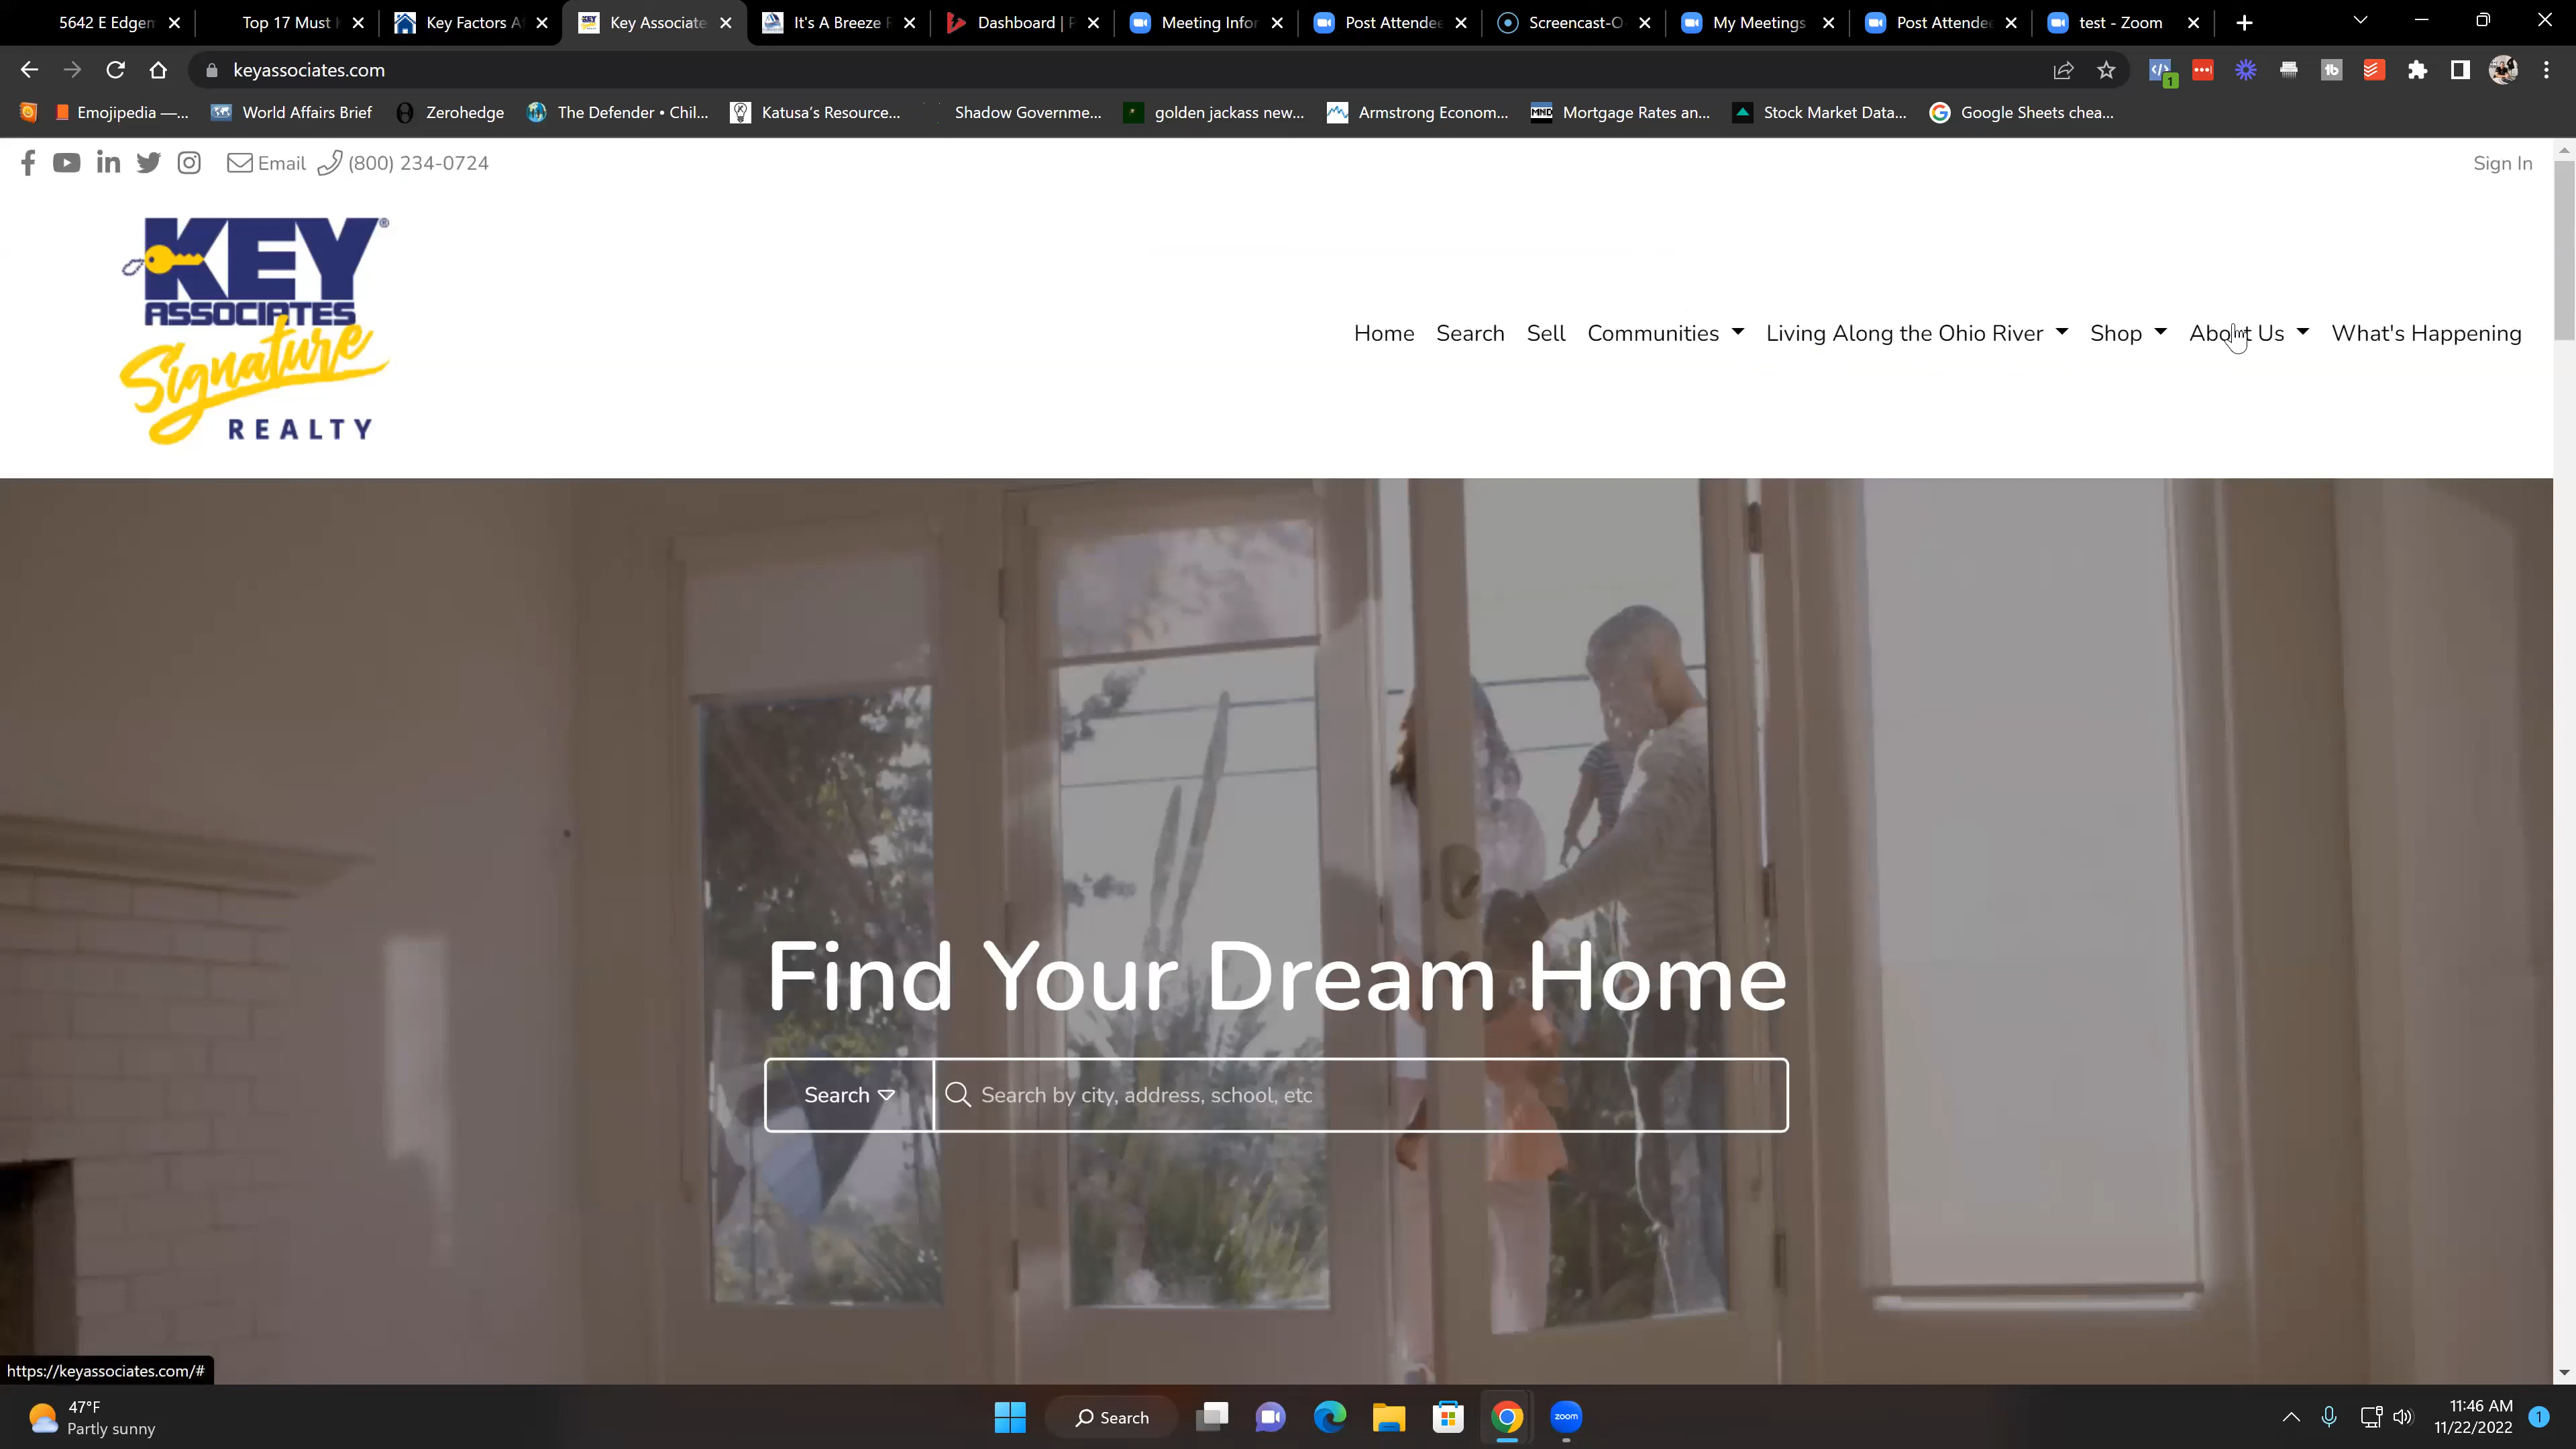 5642 E Edgem
Top 17 Must
Key Factors A
Key Associate
It's A Breeze
Dashboard |
Meeting Infor
Post Attendee
Screencast-O
My Meetings
Post Attendee
test - Zoom
keyassociates.com
1
Emojipedia —...
World Affairs Brief
Zerohedge
The Defender • Chil...
Katusa's Resource...
Shadow Governme...
golden jackass new...
Armstrong Econom...
MND
Mortgage Rates an...
Stock Market Data...
Google Sheets chea...
Email
(800) 234-0724
Sign In
KEY®
ASSOCIATES
Signature
REALTY
Home
Search
Sell
Communities
Living Along the Ohio River
Shop
About Us
What's Happening
Find Your Dream Home
Search
Search by city, address, school, etc
https://keyassociates.com/#
47°F
Partly sunny
Search
zoom
11:46 AM
11/22/2022
1